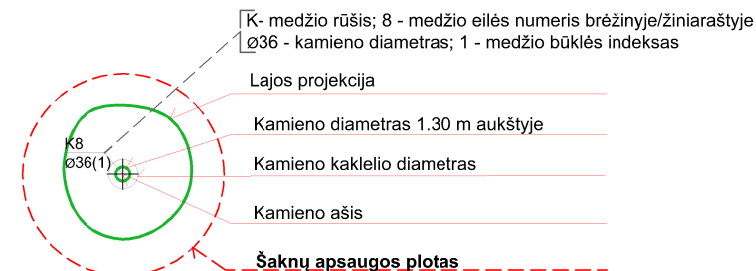 K- medžio rūšis; 8 - medžio eilės numeris brėžinyje/žiniaraštyje
ø36 - kamieno diametras; 1 - medžio būklės indeksas
Lajos projekcija
Kamieno diametras 1.30 m aukštyje
K8
ø36(1)
Kamieno kaklelio diametras
Kamieno ašis
Šaknų apsaugos plotas